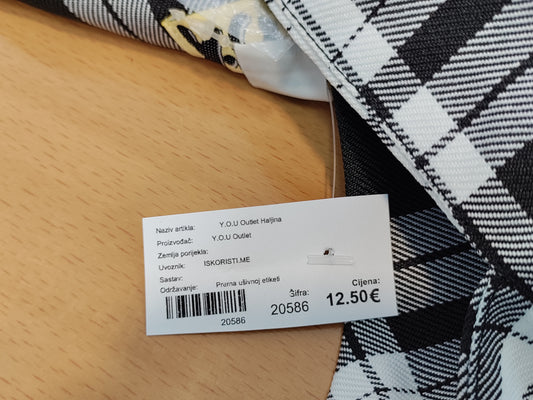 Naziv artikla: Y.O.U Outlet Haljina
Proizvođač: Y.O.U Outlet
Zemlja porijekla:
Uvoznik: ISKORISTI.ME
Sastav:
Održavanje: Prema ušivnoj etiketi
Šifra: Cijena:
20586 20586 12.50€